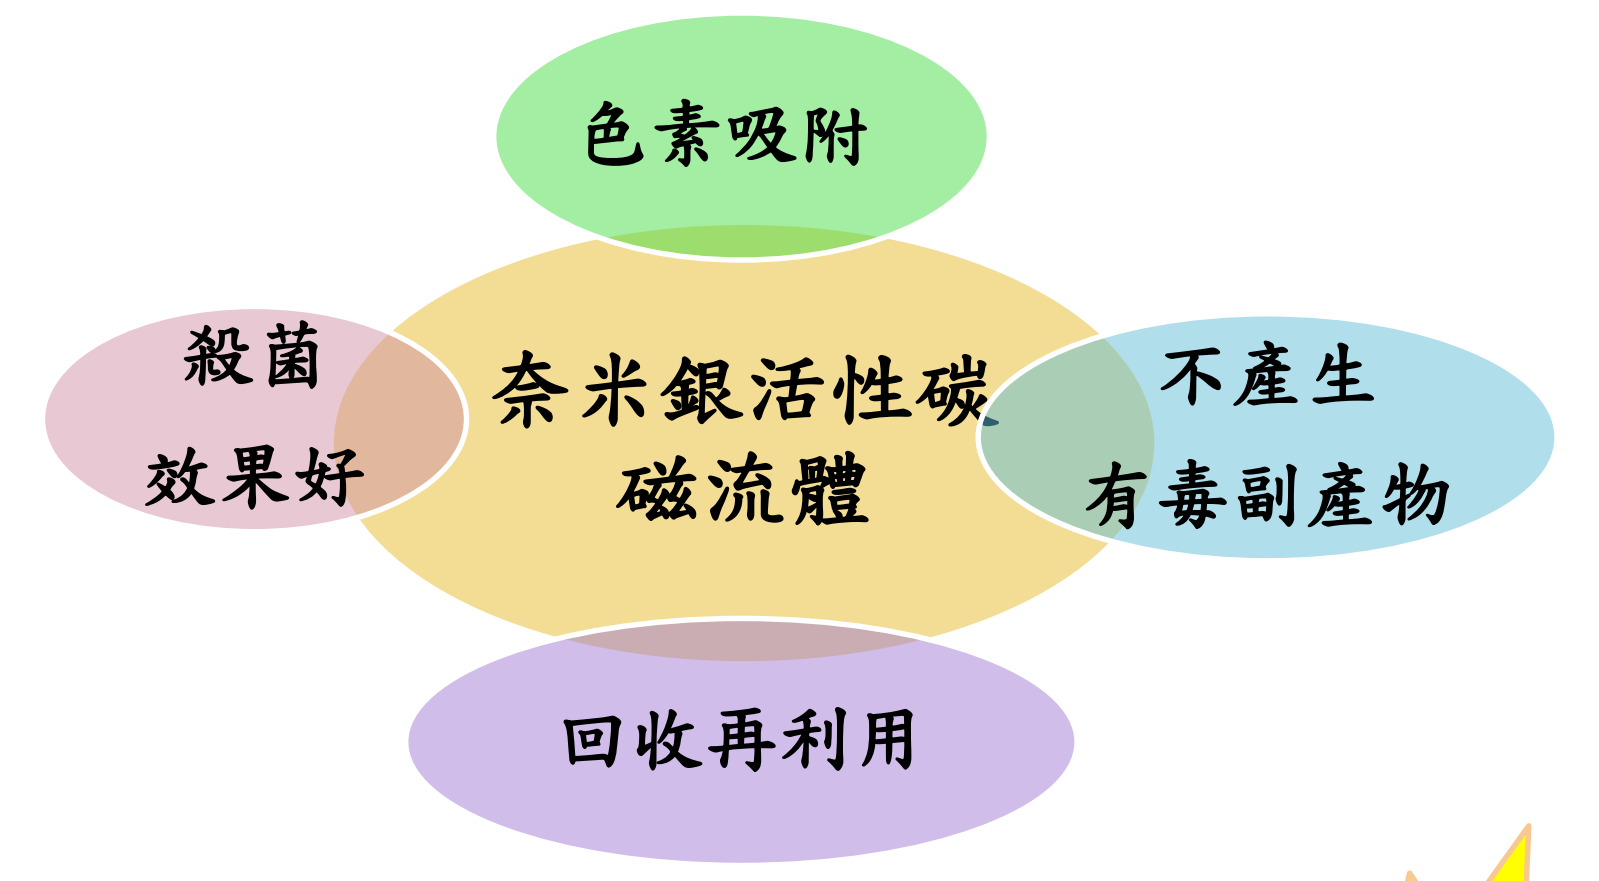 色素吸附
殺菌
效果好
奈米銀活性碳
磁流體
不產生
有毒副產物
回收再利用